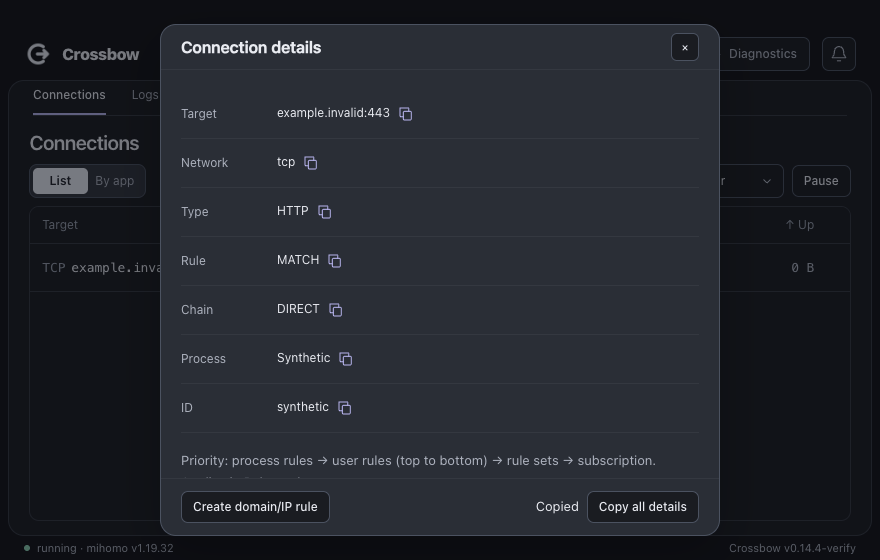 Connection details
×
Crossbow
Diagnostics
Connections
Logs
Connections
List
By app
Pause
Target
↑ Up
TCP example.inva
0 B
Target
example.invalid:443
Network
tcp
Type
HTTP
Rule
MATCH
Chain
DIRECT
Process
Synthetic
ID
synthetic
Priority: process rules → user rules (top to bottom) → rule sets → subscription.
Create domain/IP rule
Copied
Copy all details
running · mihomo v1.19.32
Crossbow v0.14.4-verify